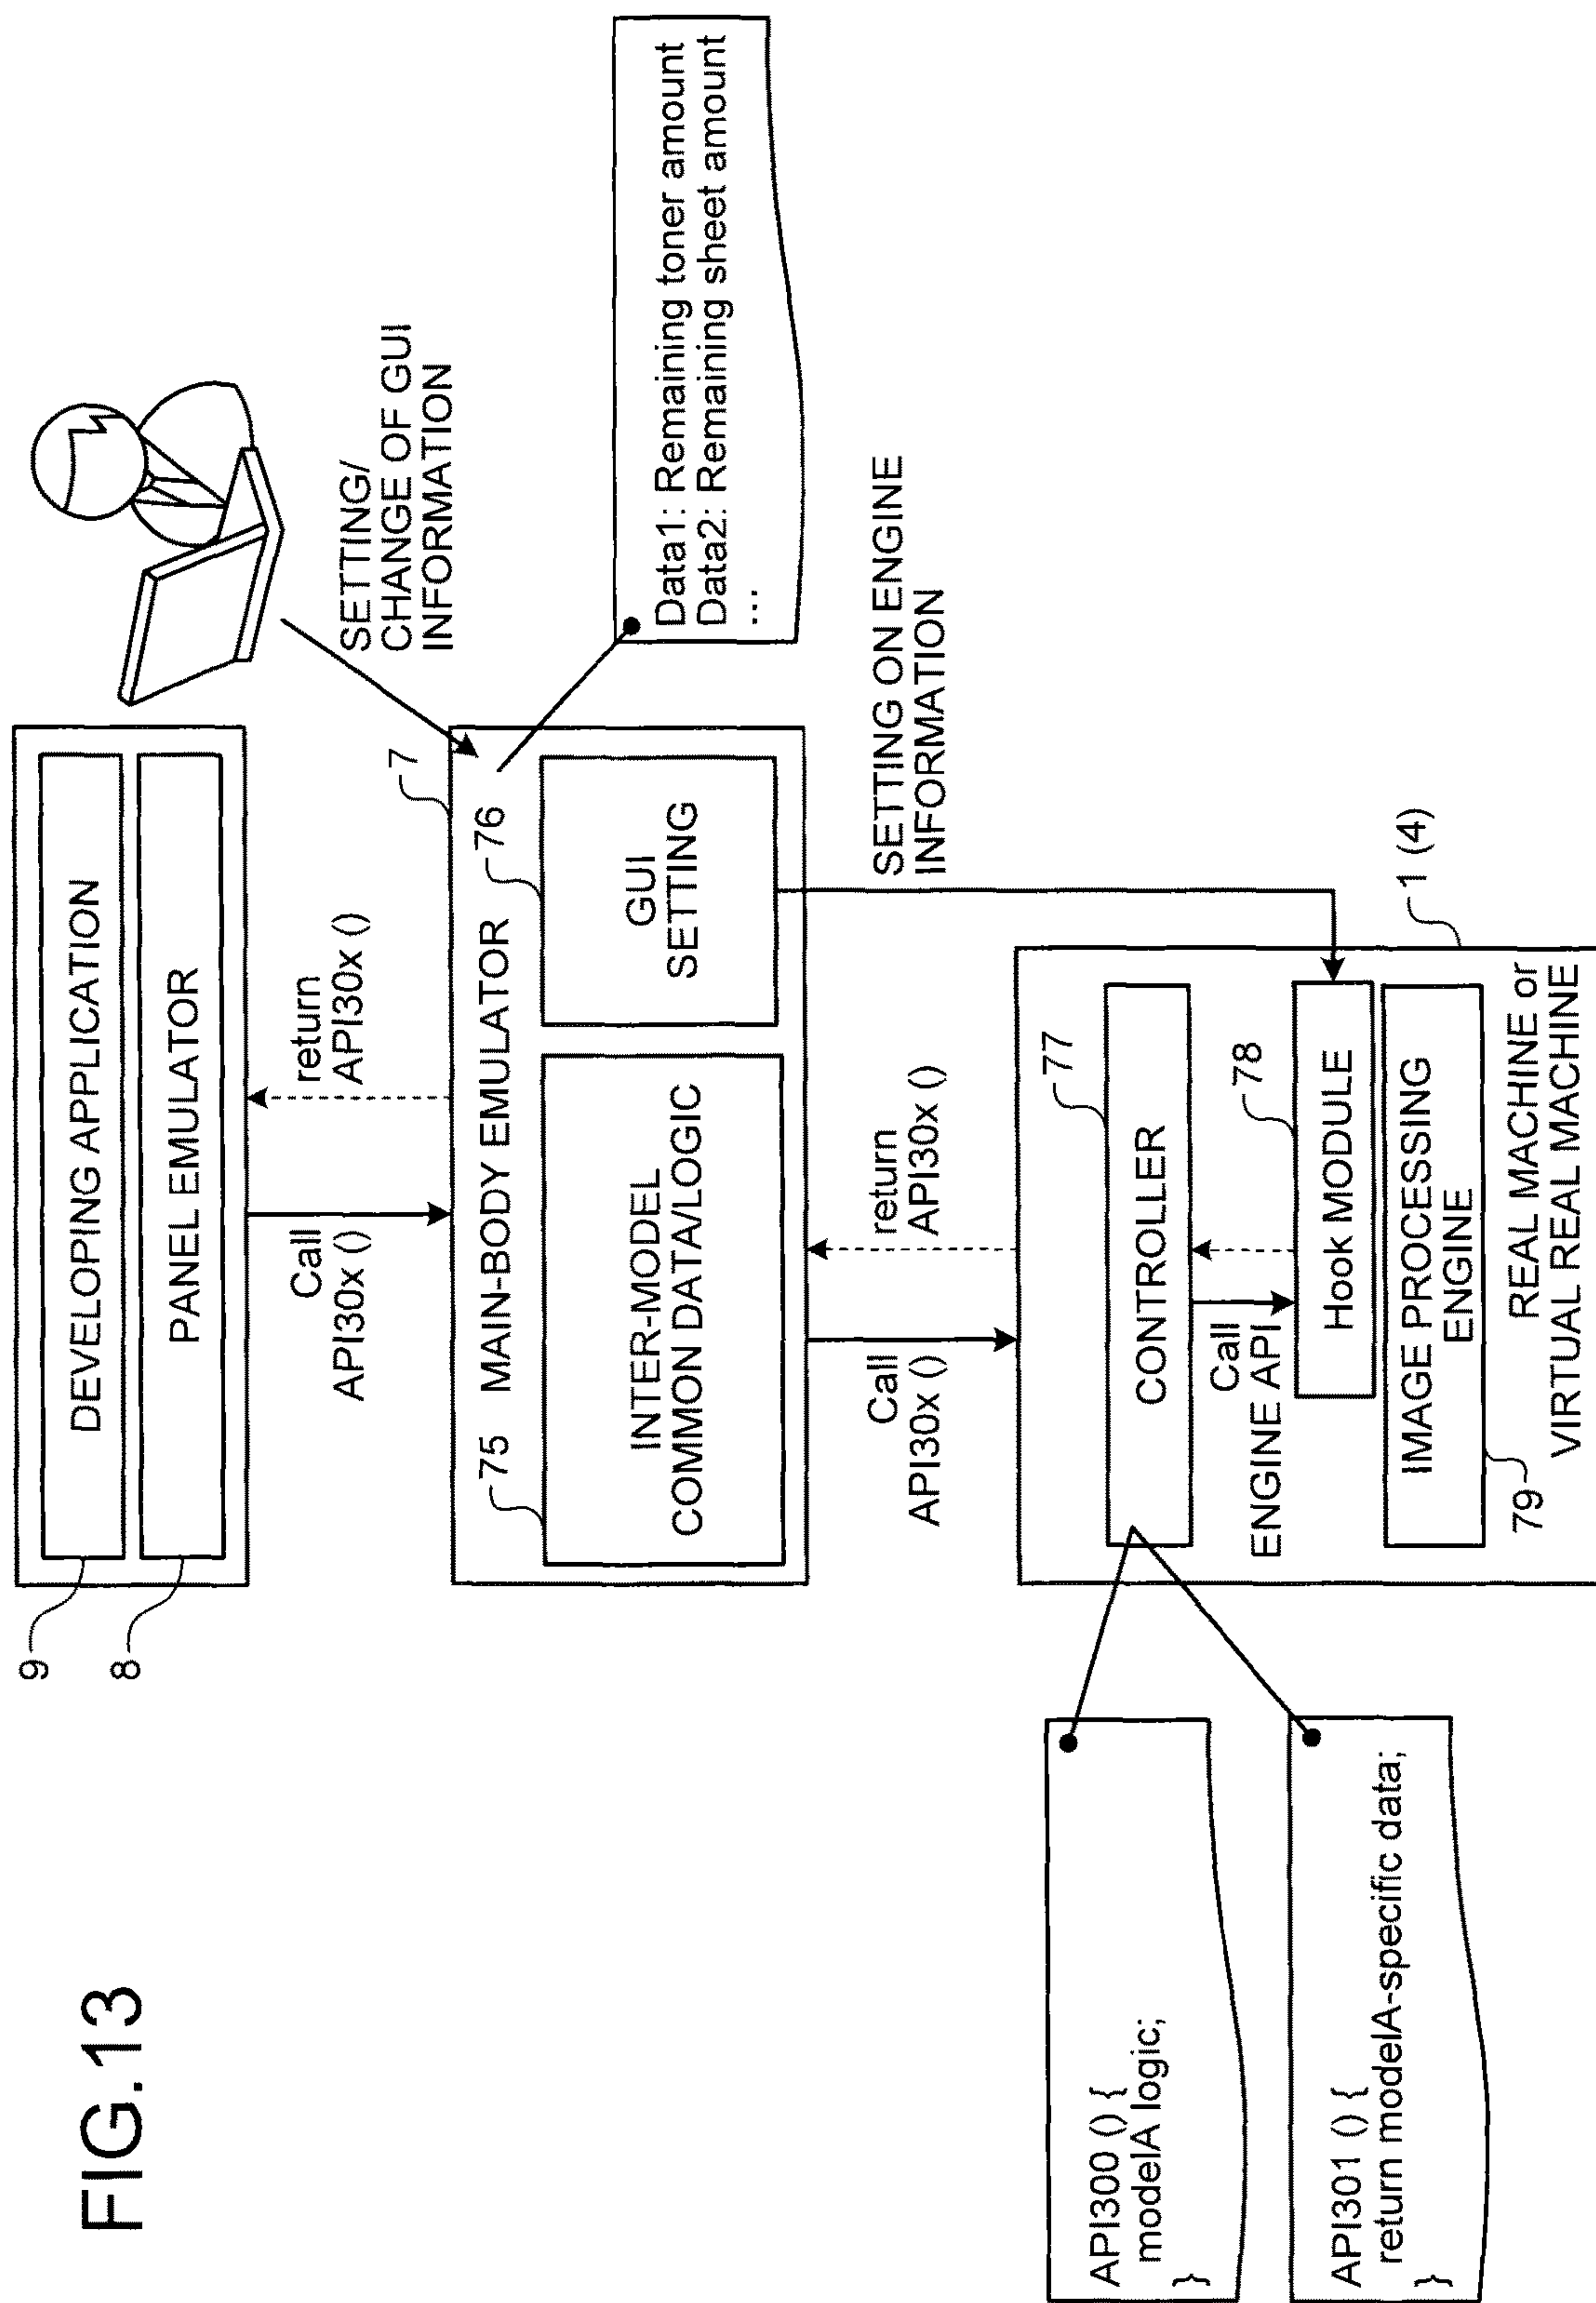 FIG.13
9
DEVELOPING APPLICATION
8
PANEL EMULATOR
Call
API30x ()
return
API30x ()
SETTING/
CHANGE OF GUI
INFORMATION
7
75
MAIN-BODY EMULATOR
76
INTER-MODEL
COMMON DATA/LOGIC
GUI
SETTING
Data1: Remaining toner amount
Data2: Remaining sheet amount
...
Call
API30x ()
return
API30x ()
SETTING ON ENGINE
INFORMATION
1 (4)
77
CONTROLLER
Call
ENGINE API
78
Hook MODULE
IMAGE PROCESSING
ENGINE
79
REAL MACHINE or
VIRTUAL REAL MACHINE
API300 () {
modelA logic;
}
API301 () {
return modelA-specific data;
}